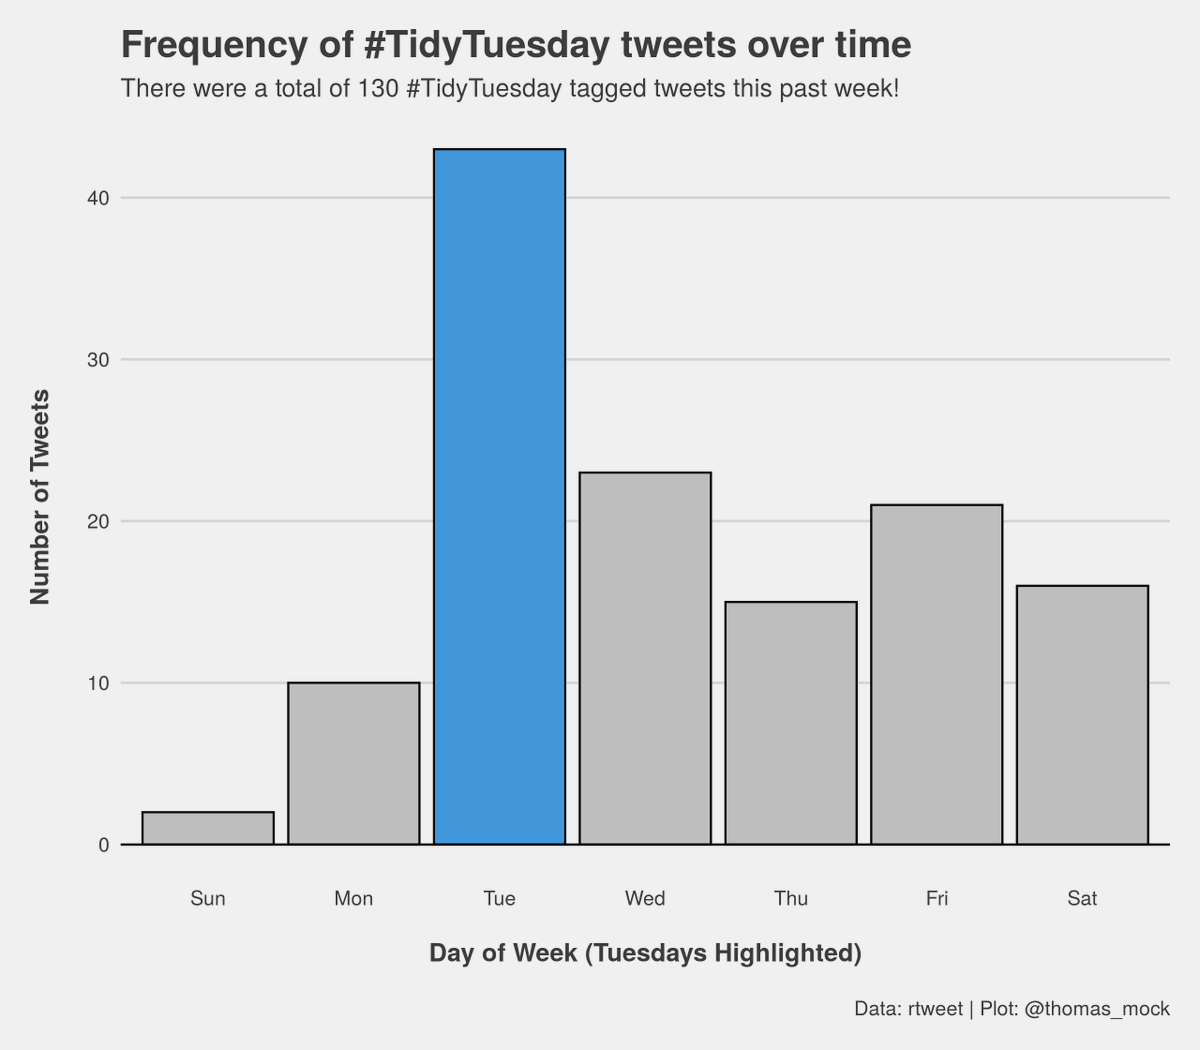 Frequency of #TidyTuesday tweets over time
There were a total of 130 #TidyTuesday tagged tweets this past week!
40
30
20
10
0
Number of Tweets
Sun Mon Tue Wed Thu Fri Sat
Day of Week (Tuesdays Highlighted)
Data: rtweet | Plot: @thomas_mock